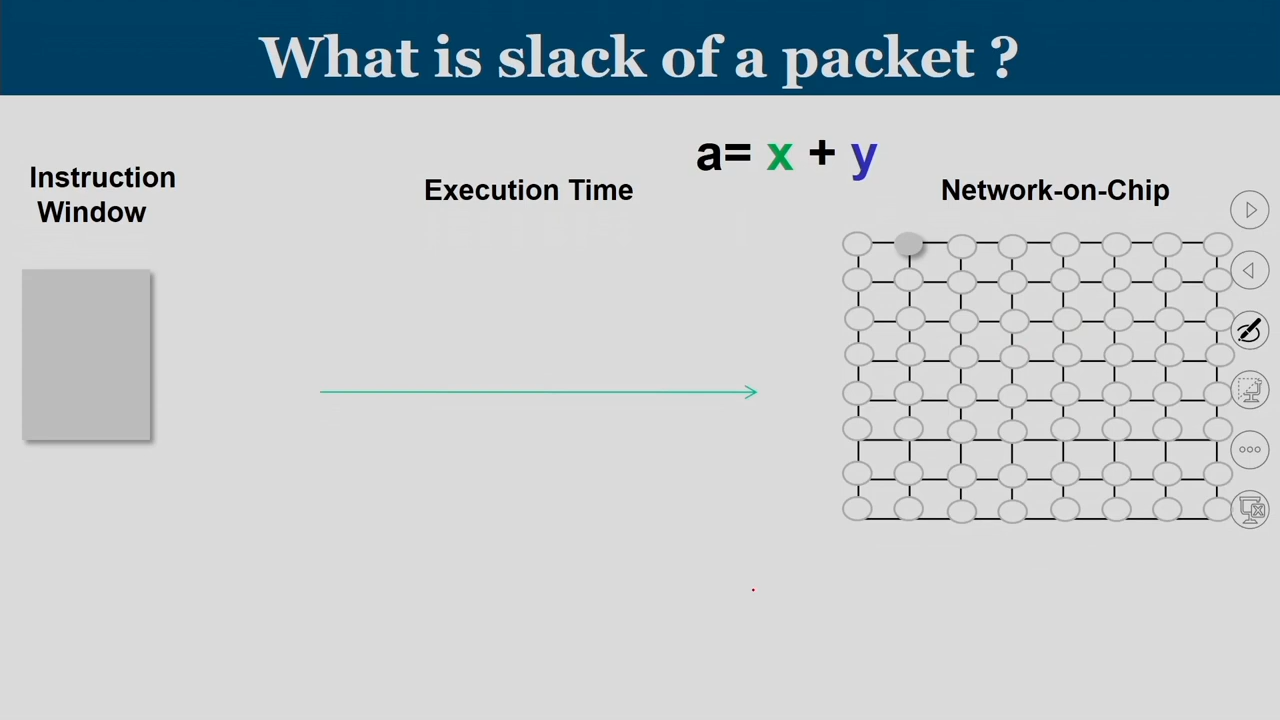 What is slack of a packet ?
a= x + y
Instruction
Window
Execution Time
Network-on-Chip